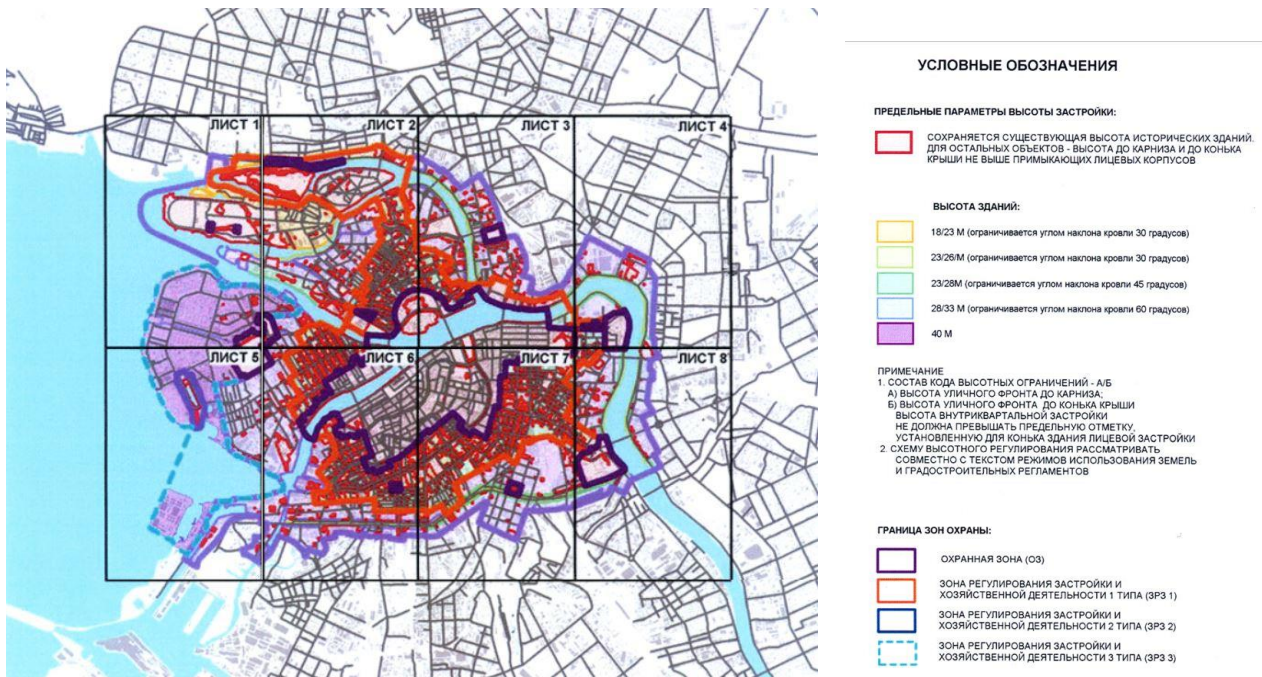 ЛИСТ 1
ЛИСТ 2
ЛИСТ 3
ЛИСТ 4
ЛИСТ 5
ЛИСТ 6
ЛИСТ 7
ЛИСТ 8
УСЛОВНЫЕ ОБОЗНАЧЕНИЯ
ПРЕДЕЛЬНЫЕ ПАРАМЕТРЫ ВЫСОТЫ ЗАСТРОЙКИ:
СОХРАНЯЕТСЯ СУЩЕСТВУЮЩАЯ ВЫСОТА ИСТОРИЧЕСКИХ ЗДАНИЙ.
ДЛЯ ОСТАЛЬНЫХ ОБЪЕКТОВ - ВЫСОТА ДО КАРНИЗА И ДО КОНЬКА
КРЫШИ НЕ ВЫШЕ ПРИМЫКАЮЩИХ ЛИЦЕВЫХ КОРПУСОВ
ВЫСОТА ЗДАНИЙ:
18/23 М (ограничивается углом наклона кровли 30 градусов)
23/26/М (ограничивается углом наклона кровли 30 градусов)
23/28М (ограничивается углом наклона кровли 45 градусов)
28/33 М (ограничивается углом наклона кровли 60 градусов)
40 М
ПРИМЕЧАНИЕ
1. СОСТАВ КОДА ВЫСОТНЫХ ОГРАНИЧЕНИЙ - А/Б
А) ВЫСОТА УЛИЧНОГО ФРОНТА ДО КАРНИЗА;
Б) ВЫСОТА УЛИЧНОГО ФРОНТА ДО КОНЬКА КРЫШИ
ВЫСОТА ВНУТРИКВАРТАЛЬНОЙ ЗАСТРОЙКИ
НЕ ДОЛЖНА ПРЕВЫШАТЬ ПРЕДЕЛЬНУЮ ОТМЕТКУ,
УСТАНОВЛЕННУЮ ДЛЯ КОНЬКА ЗДАНИЯ ЛИЦЕВОЙ ЗАСТРОЙКИ
2. СХЕМУ ВЫСОТНОГО РЕГУЛИРОВАНИЯ РАССМАТРИВАТЬ
СОВМЕСТНО С ТЕКСТОМ РЕЖИМОВ ИСПОЛЬЗОВАНИЯ ЗЕМЕЛЬ
И ГРАДОСТРОИТЕЛЬНЫХ РЕГЛАМЕНТОВ
ГРАНИЦА ЗОН ОХРАНЫ:
ОХРАННАЯ ЗОНА (ОЗ)
ЗОНА РЕГУЛИРОВАНИЯ ЗАСТРОЙКИ И
ХОЗЯЙСТВЕННОЙ ДЕЯТЕЛЬНОСТИ 1 ТИПА (ЗРЗ 1)
ЗОНА РЕГУЛИРОВАНИЯ ЗАСТРОЙКИ И
ХОЗЯЙСТВЕННОЙ ДЕЯТЕЛЬНОСТИ 2 ТИПА (ЗРЗ 2)
ЗОНА РЕГУЛИРОВАНИЯ ЗАСТРОЙКИ И
ХОЗЯЙСТВЕННОЙ ДЕЯТЕЛЬНОСТИ 3 ТИПА (ЗРЗ 3)